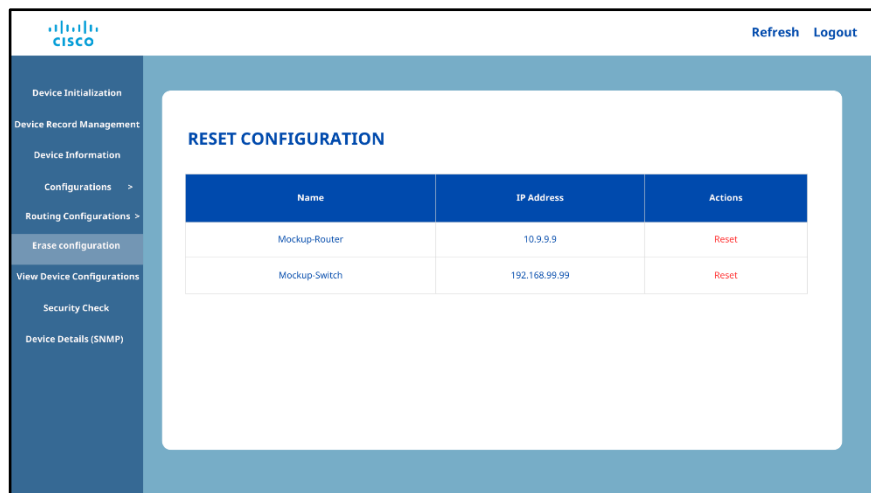 CISCO
Refresh Logout
Device Initialization
Device Record Management
Device Information
Configurations >
Routing Configurations >
Erase configuration
View Device Configurations
Security Check
Device Details (SNMP)
RESET CONFIGURATION
Name IP Address Actions
Mockup-Router 10.9.9.9 Reset
Mockup-Switch 192.168.99.99 Reset